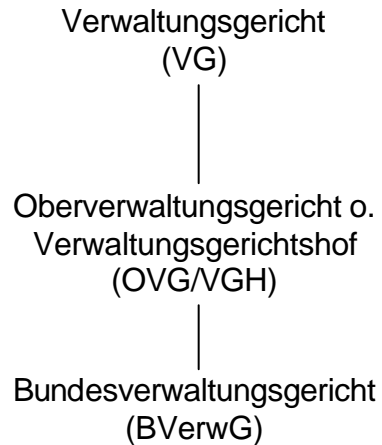 Verwaltungsgericht
(VG)
Oberverwaltungsgericht o.
Verwaltungsgerichtshof
(OVG/VGH)
Bundesverwaltungsgericht
(BVerwG)